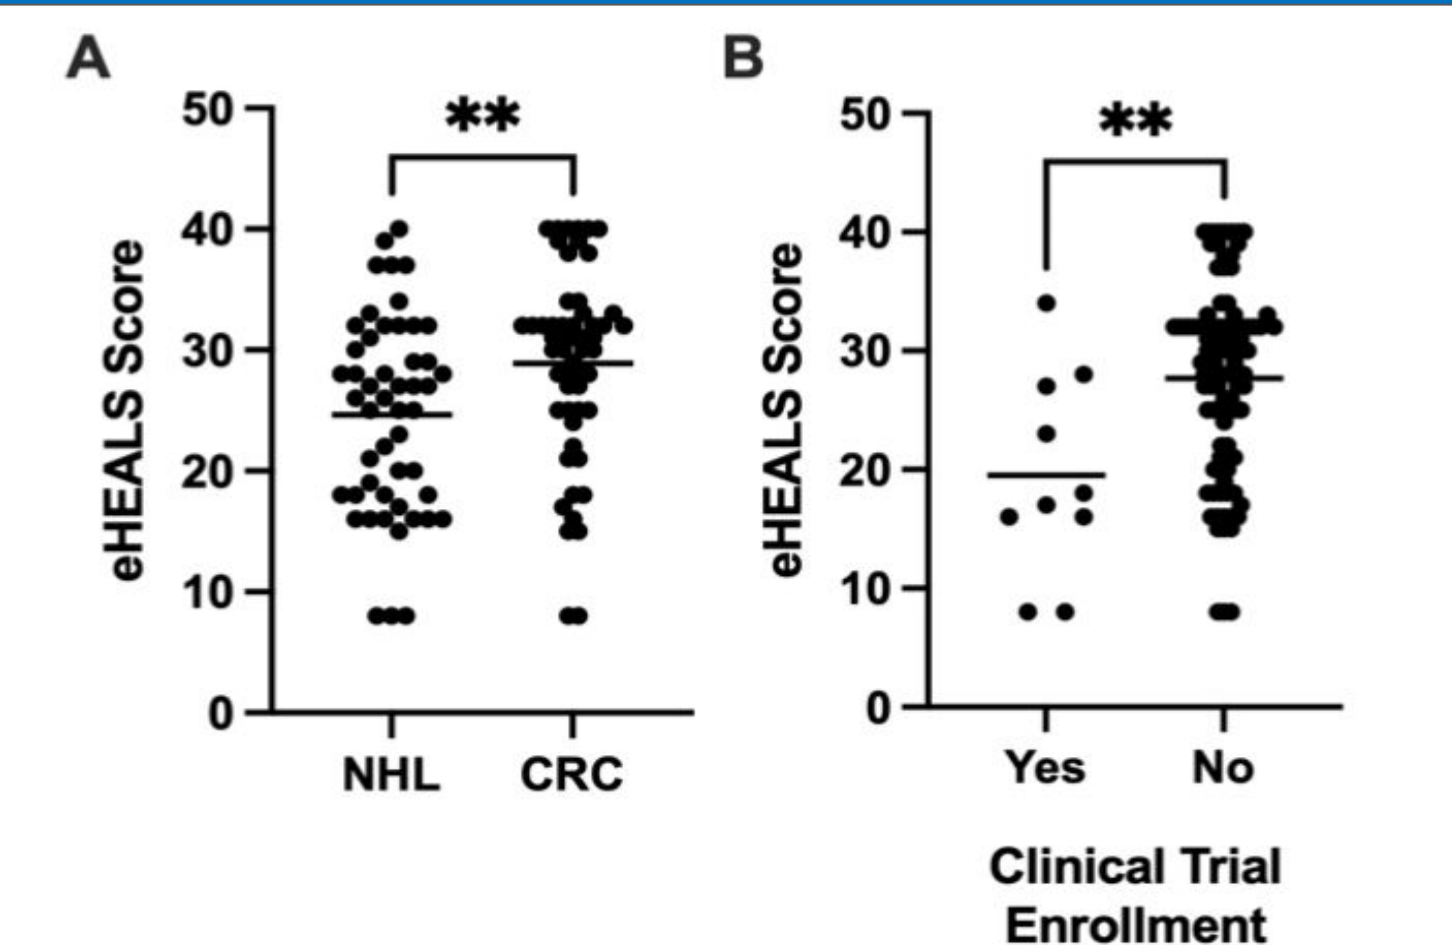 A
B
**
**
50
40
30
20
10
0
eHEALS Score
NHL
CRC
50
40
30
20
10
0
eHEALS Score
Yes
No
Clinical Trial
Enrollment